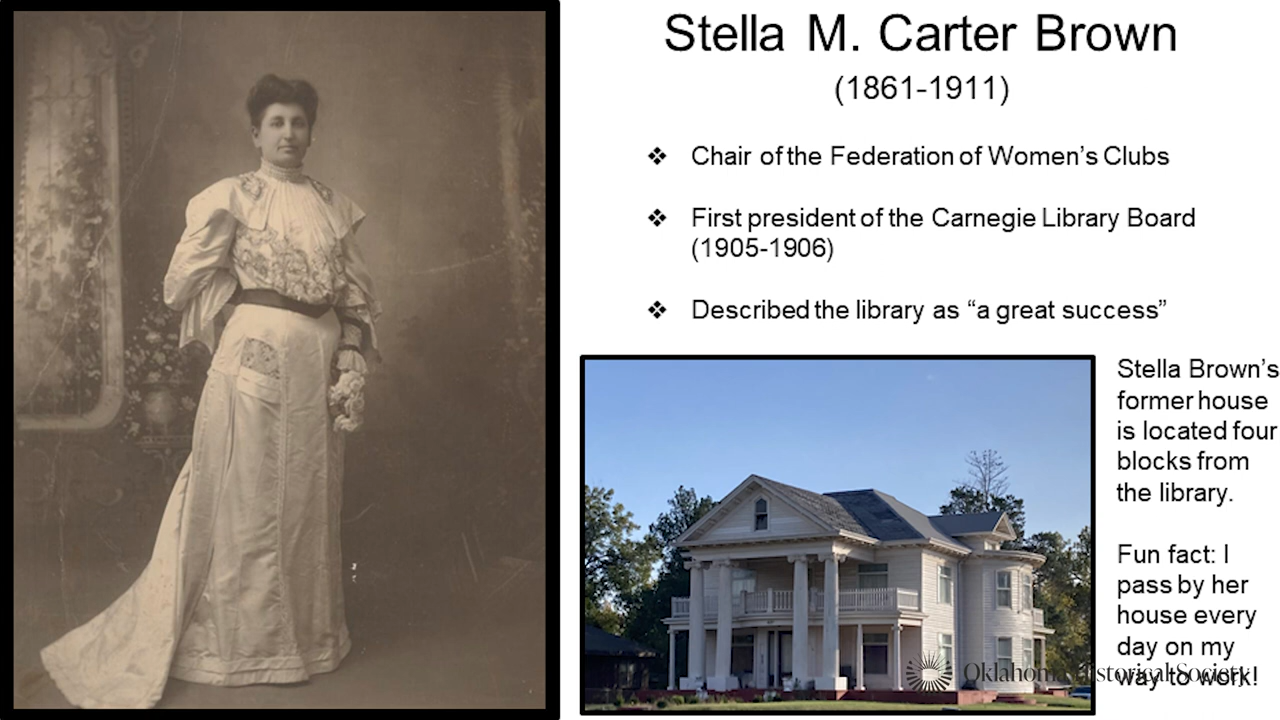 Stella M. Carter Brown
(1861-1911)
❖ Chair of the Federation of Women's Clubs
❖ First president of the Carnegie Library Board
(1905-1906)
❖ Described the library as “a great success”
Stella Brown's
former house
is located four
blocks from
the library.
Fun fact: I
pass by her
house every
day on my
way to work!
Oklahoma Historical Society